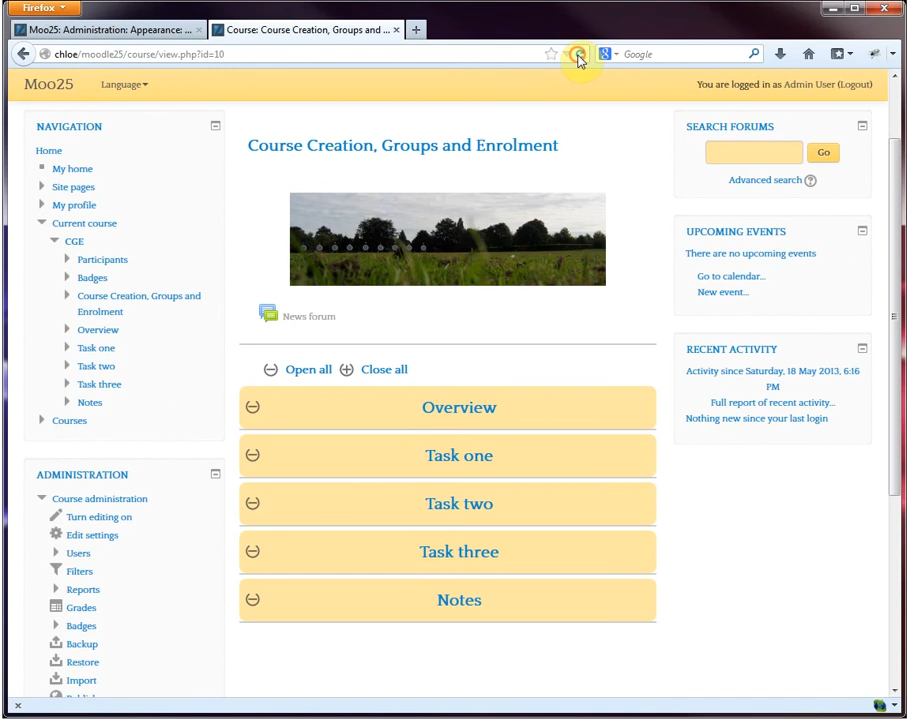 Firefox
Moo25: Administration: Appearance: ...
Course: Course Creation, Groups and ...
chloe/moodle25/course/view.php?id=10
Google
Moo25
Language
You are logged in as Admin User (Logout)
NAVIGATION
Home
My home
Site pages
My profile
Current course
CGE
Participants
Badges
Course Creation, Groups and
Enrolment
Overview
Task one
Task two
Task three
Notes
Courses
ADMINISTRATION
Course administration
Turn editing on
Edit settings
Users
Filters
Reports
Grades
Badges
Backup
Restore
Import
Course Creation, Groups and Enrolment
News forum
Open all
Close all
Overview
Task one
Task two
Task three
Notes
SEARCH FORUMS
Go
Advanced search
UPCOMING EVENTS
There are no upcoming events
Go to calendar...
New event...
RECENT ACTIVITY
Activity since Saturday, 18 May 2013, 6:16
PM
Full report of recent activity...
Nothing new since your last login